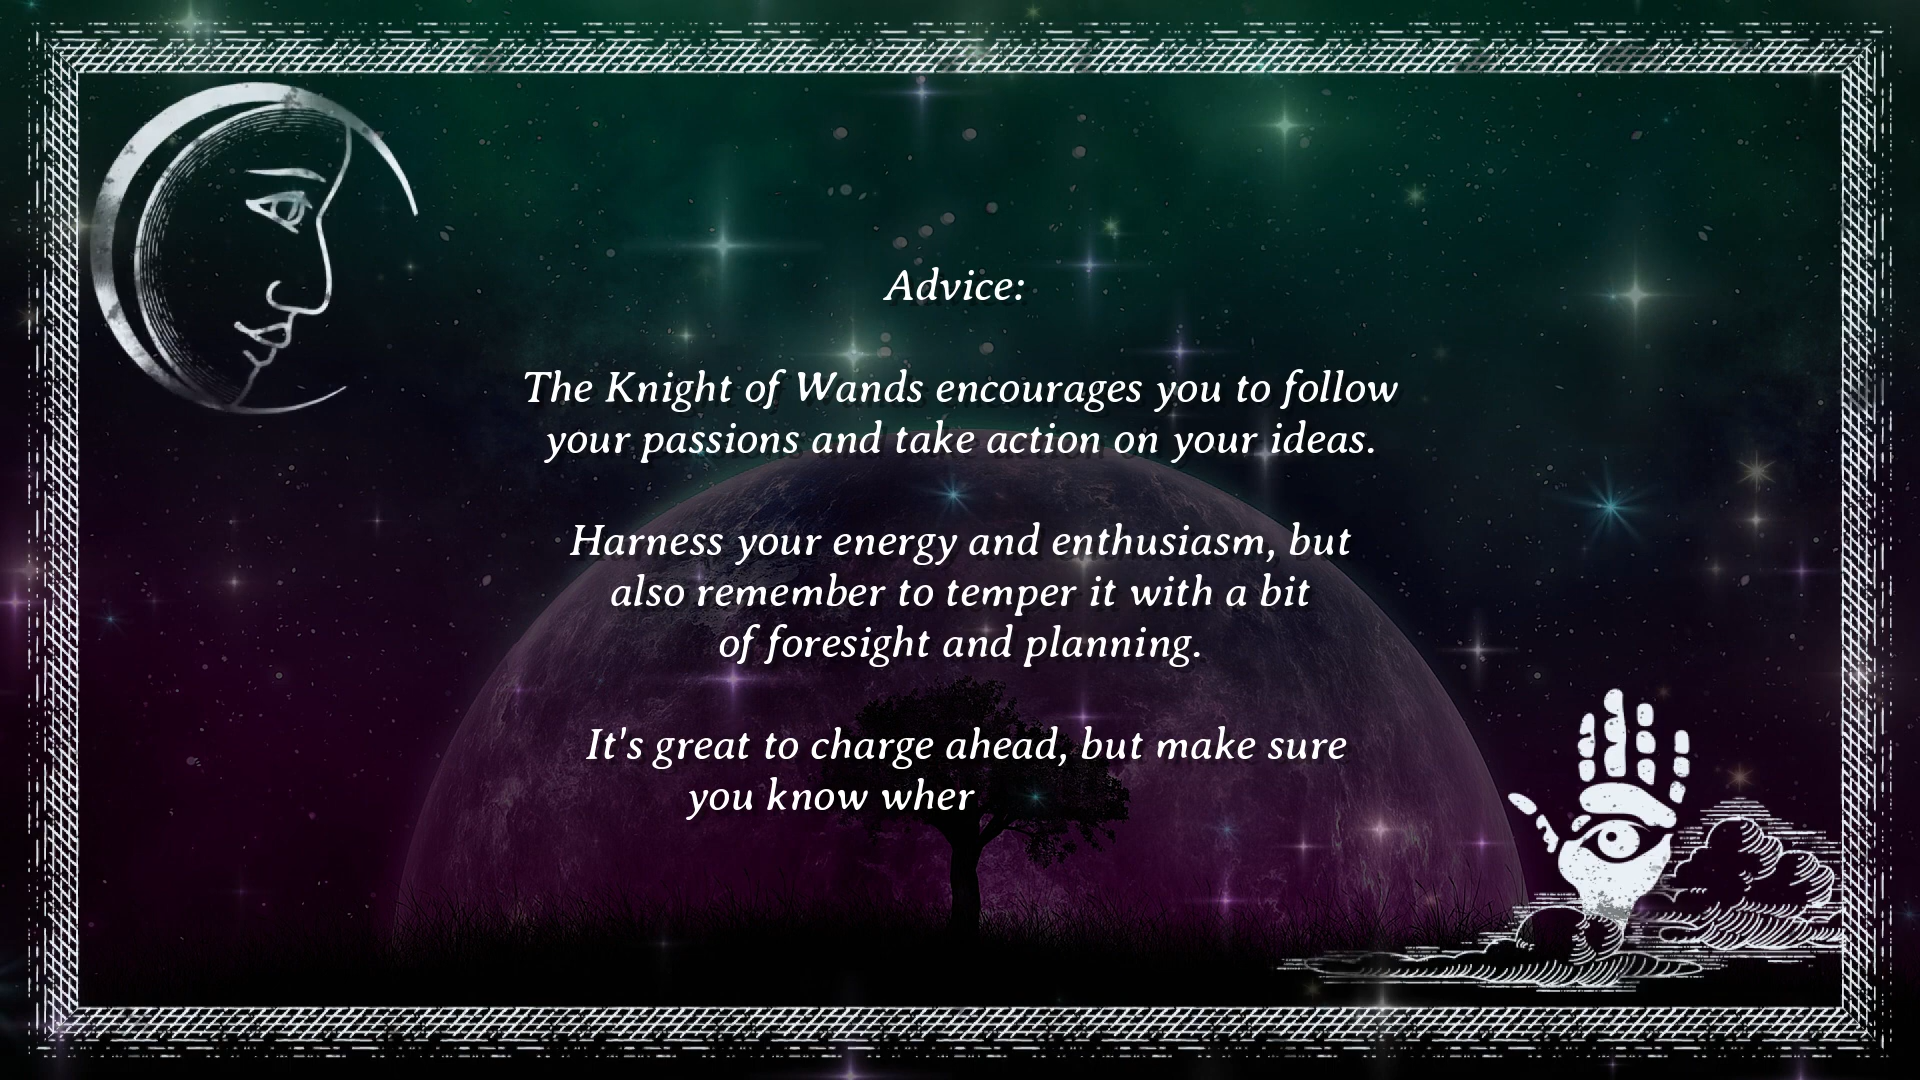 Advice:
The Knight of Wands encourages you to follow
your passions and take action on your ideas.
Harness your energy and enthusiasm, but
also remember to temper it with a bit
of foresight and planning.
It's great to charge ahead, but make sure
you know wher